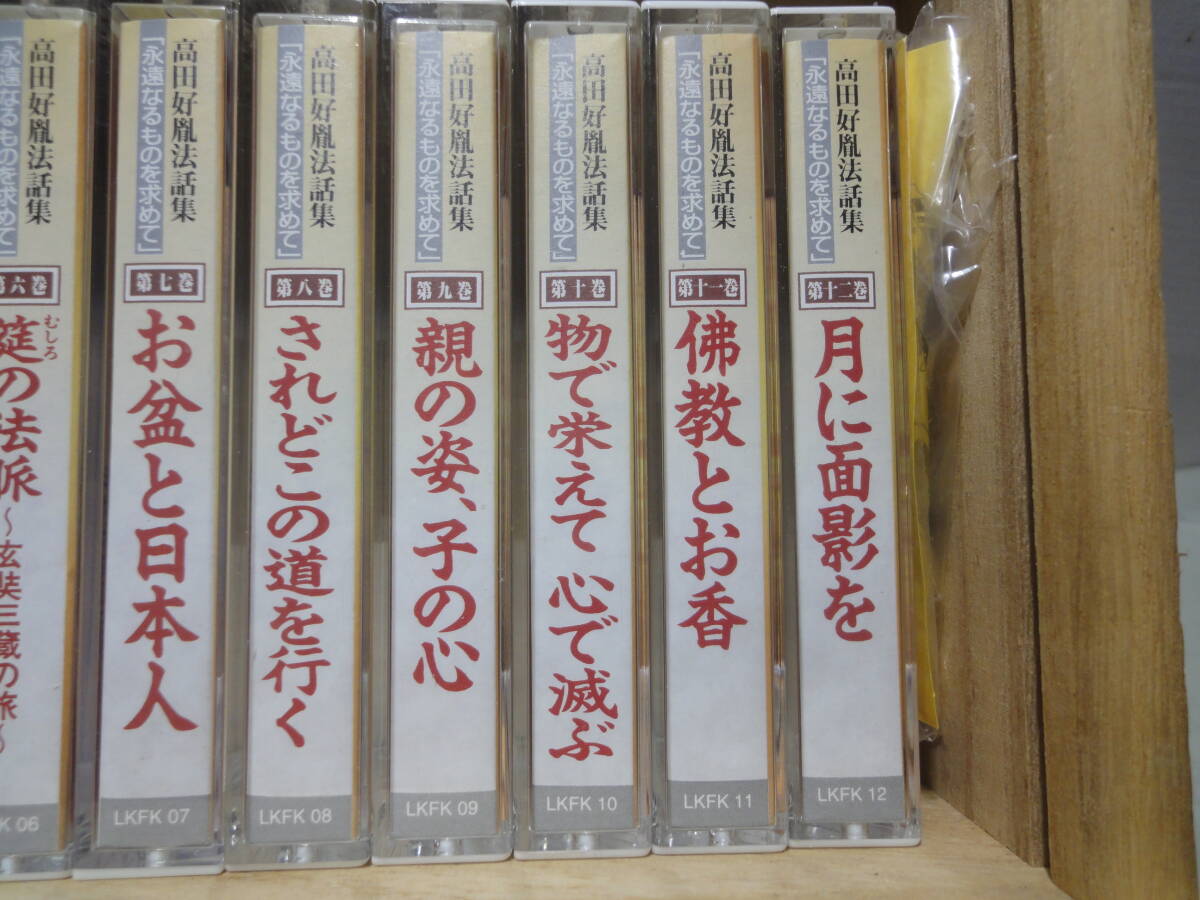 高田好胤法話集
「永遠なるものを求めて」
第六巻
むしろ
筵の法
～玄奘三蔵の旅～
K 06
高田好胤法話集
「永遠なるものを求めて」
第七巻
お盆と日本人
LKFK 07
高田好胤法話集
「永遠なるものを求めて」
第八巻
されどこの道を行く
LKFK 08
高田好胤法話集
「永遠なるものを求めて」
第九巻
親の姿、子の心
LKFK 09
高田好胤法話集
「永遠なるものを求めて」
第十巻
物で栄えて 心で滅ぶ
LKFK 10
高田好胤法話集
「永遠なるものを求めて」
第十一巻
佛教とお香
LKFK 11
高田好胤法話集
「永遠なるものを求めて」
第十二巻
月に面影を
LKFK 12